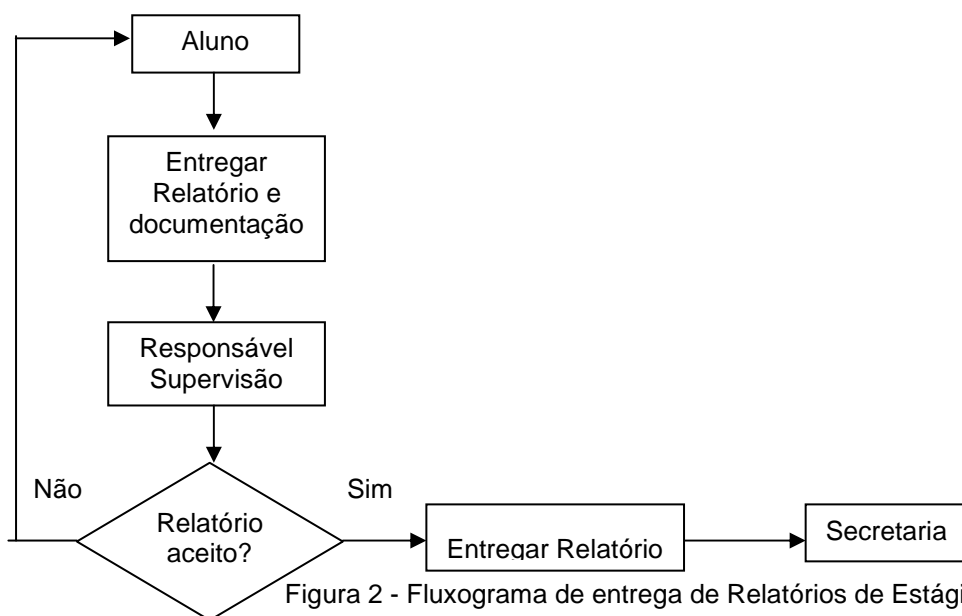 Aluno
Entregar
Relatório e
documentação
Responsável
Supervisão
Não
Sim
Relatório
aceito?
Entregar Relatório
Secretaria
Figura 2 - Fluxograma de entrega de Relatórios de Estági